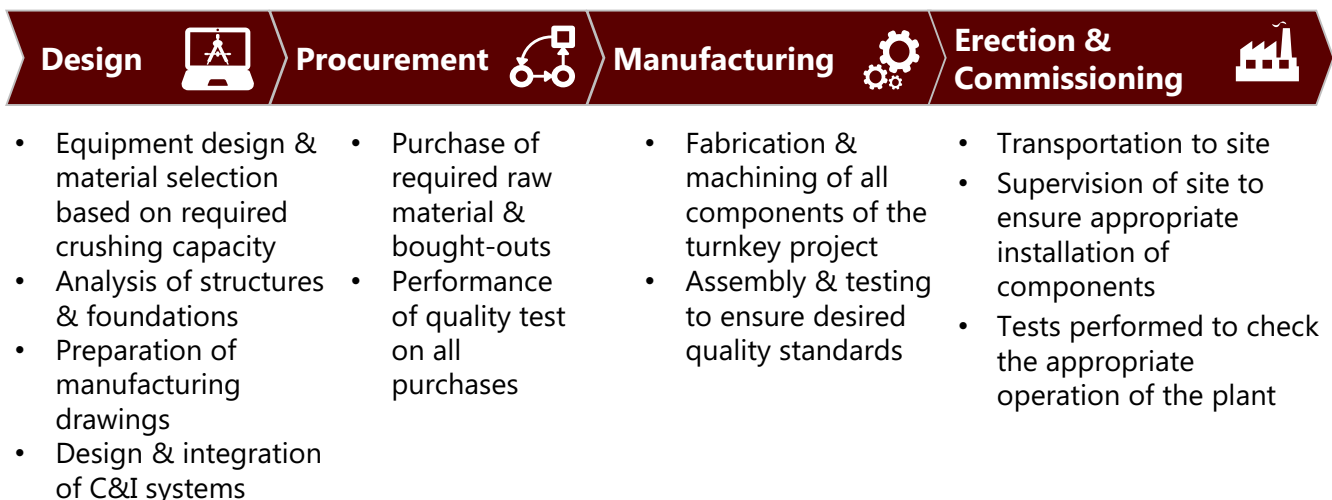 Design
Procurement
Manufacturing
Erection &
Commissioning
• Equipment design &
material selection
based on required
crushing capacity
• Analysis of structures
& foundations
• Preparation of
manufacturing
drawings
• Design & integration
of C&I systems
• Purchase of
required raw
material &
bought-outs
• Performance
of quality test
on all
purchases
• Fabrication &
machining of all
components of the
turnkey project
• Assembly & testing
to ensure desired
quality standards
• Transportation to site
• Supervision of site to
ensure appropriate
installation of
components
• Tests performed to check
the appropriate
operation of the plant